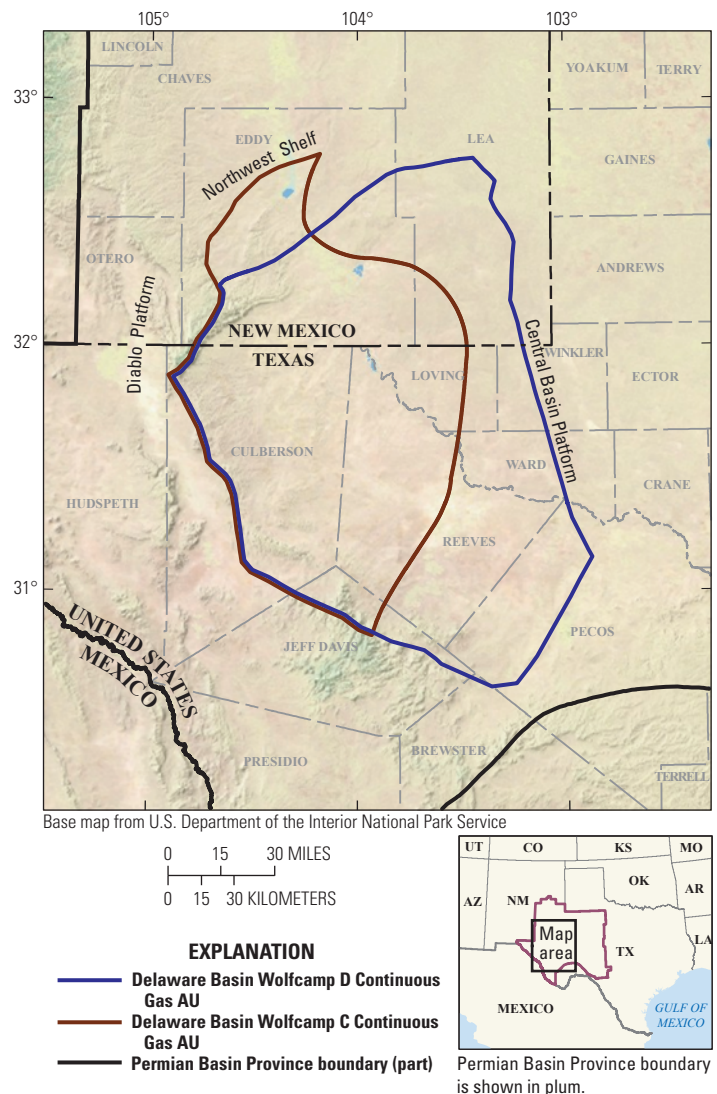 105°
104°
103°
LINCOLN
CHAVES
YOAKUM
TERRY
33°
EDDY
LEA
Northwest Shelf
GAINES
OTERO
ANDREWS
Diablo Platform
32°
NEW MEXICO
TEXAS
Central Basin Platform
WINKLER
LOVING
ECTOR
CULBERSON
WARD
CRANE
HUDSPETH
REEVES
31°
UNITED STATES
MEXICO
JEFF DAVIS
PECOS
PRESIDIO
BREWSTER
TERRELL
Base map from U.S. Department of the Interior National Park Service
0 15 30 MILES
0 15 30 KILOMETERS
EXPLANATION
Delaware Basin Wolfcamp D Continuous
Gas AU
Delaware Basin Wolfcamp C Continuous
Gas AU
Permian Basin Province boundary (part)
UT
CO
KS
MO
AZ
NM
OK
AR
Map
area
TX
LA
MEXICO
GULF OF
MEXICO
Permian Basin Province boundary
is shown in plum.